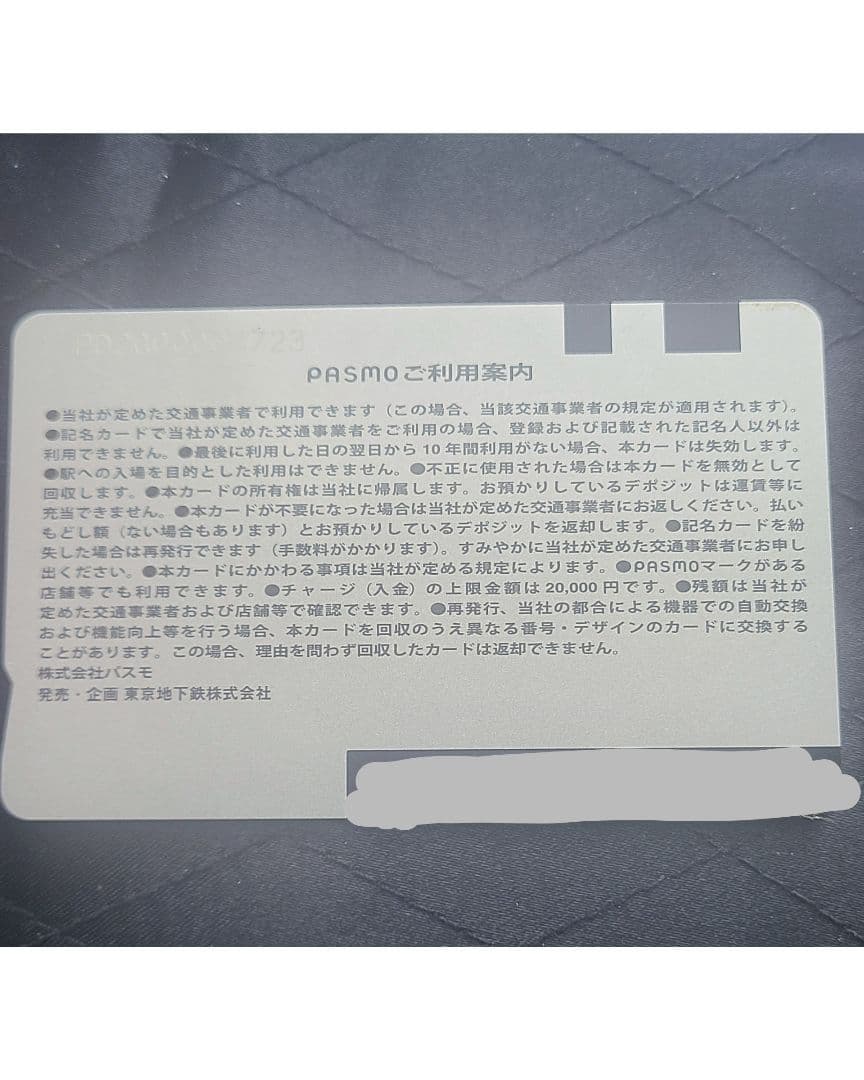 PASMOご利用案内
●当社が定めた交通事業者で利用できます（この場合、当該交通事業者の規定が適用されます）。
●記名カードで当社が定めた交通事業者をご利用の場合、登録および記載された記名人以外は
利用できません。●最後に利用した日の翌日から10年間利用がない場合、本カードは失効します。
●駅への入場を目的とした利用はできません。●不正に使用された場合は本カードを無効として
回収します。●本カードの所有権は当社に帰属します。お預かりしているデポジットは運賃等に
充当できません。●本カードが不要になった場合は当社が定めた交通事業者にお返しください。払い
もどし額（ない場合もあります）とお預かりしているデポジットを返却します。●記名カードを紛
失した場合は再発行できます（手数料がかかります）。すみやかに当社が定めた交通事業者にお申し
出ください。●本カードにかかわる事項は当社が定める規定によります。●PASMOマークがある
店舗等でも利用できます。●チャージ（入金）の上限金額は20,000円です。●残額は当社が
定めた交通事業者および店舗等で確認できます。●再発行、当社の都合による機器での自動交換
および機能向上等を行う場合、本カードを回収のうえ異なる番号・デザインのカードに交換する
ことがあります。この場合、理由を問わず回収したカードは返却できません。
株式会社パスモ
発売・企画 東京地下鉄株式会社